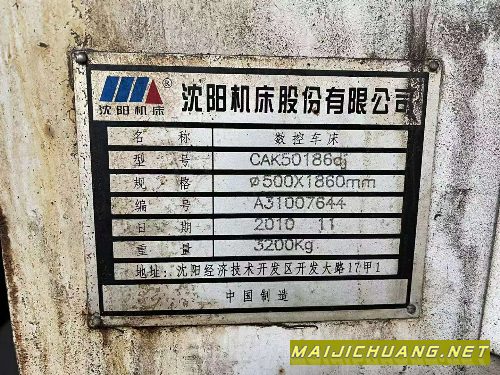 沈阳机床® 沈阳机床股份有限公司
名 称 数控车床
型 号 CAK50186dj
规 格 ø500X1860mm
编 号 A31007644
日 期 2010 11
重 量 3200Kg
地址: 沈阳经济技术开发区开发大路17甲1
中国制造
MAIJICHUANG.NET